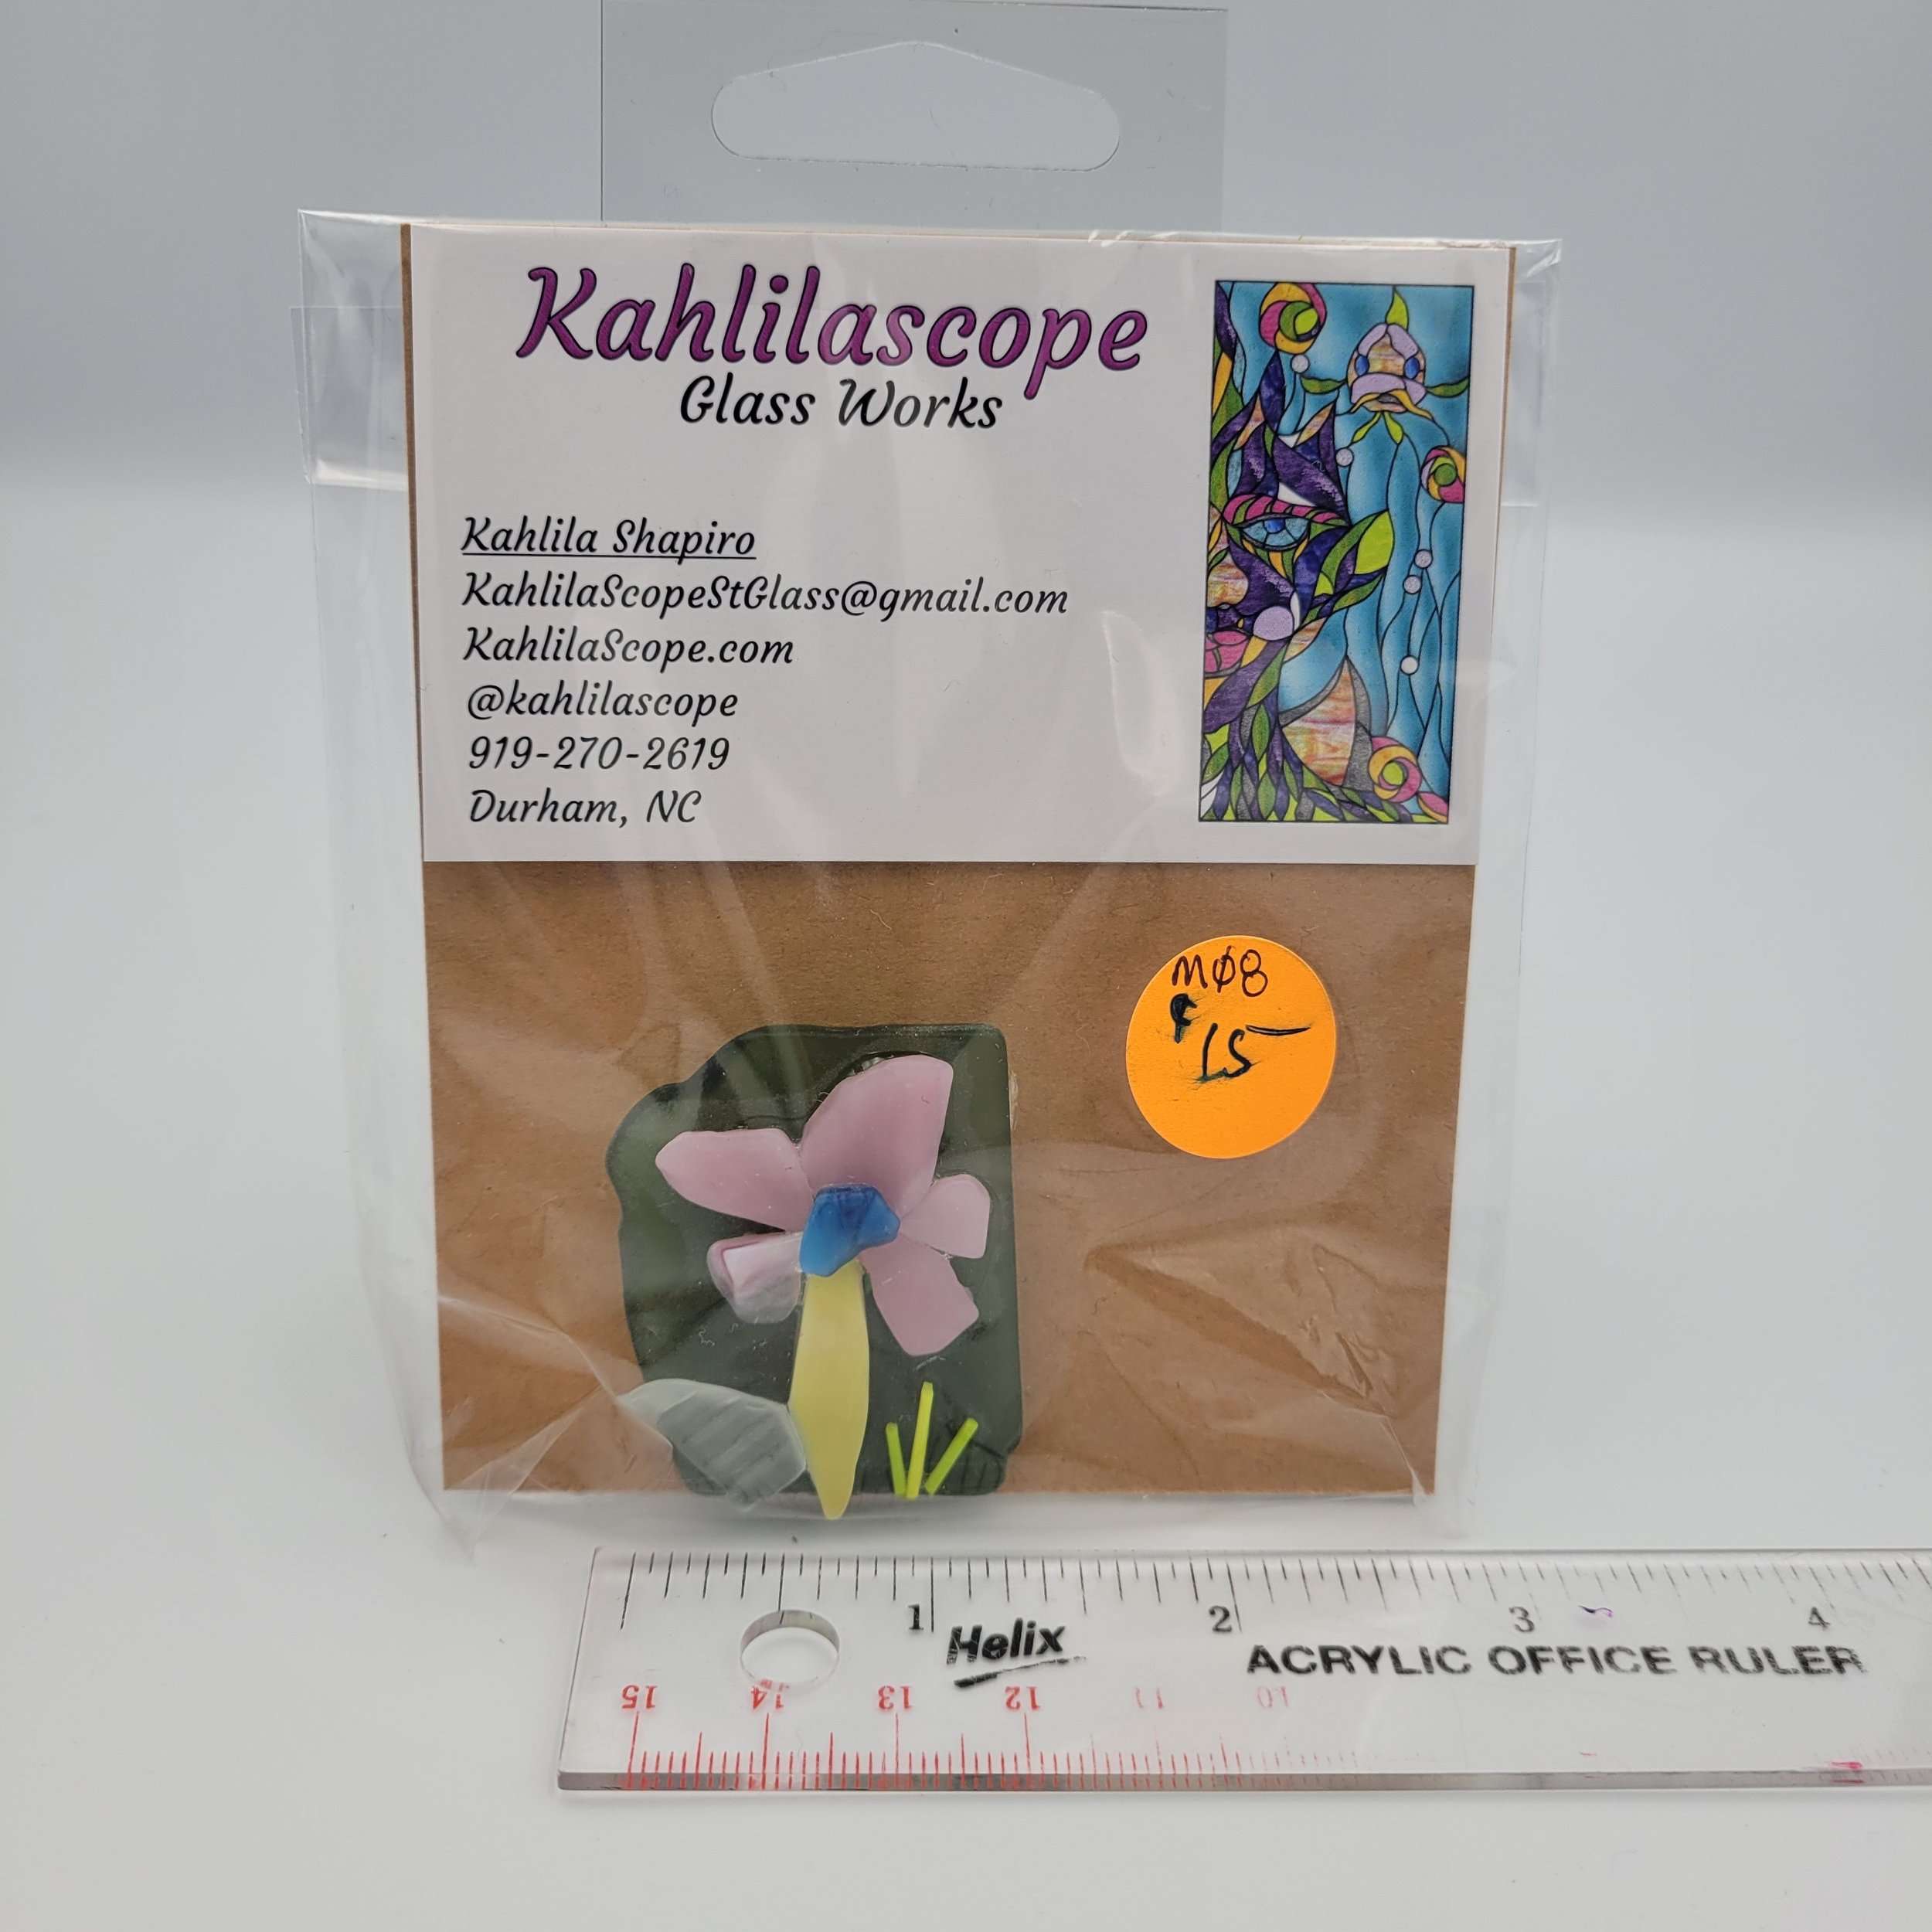 Kahlilascope
Glass Works
Kahlila Shapiro
KahlilaScopeStGlass@gmail.com
KahlilaScope.com
@kahlilascope
919-270-2619
Durham, NC
MØ8
15
1 2 3 4
Helix
ACRYLIC OFFICE RULER
15 14 13 12 11 10